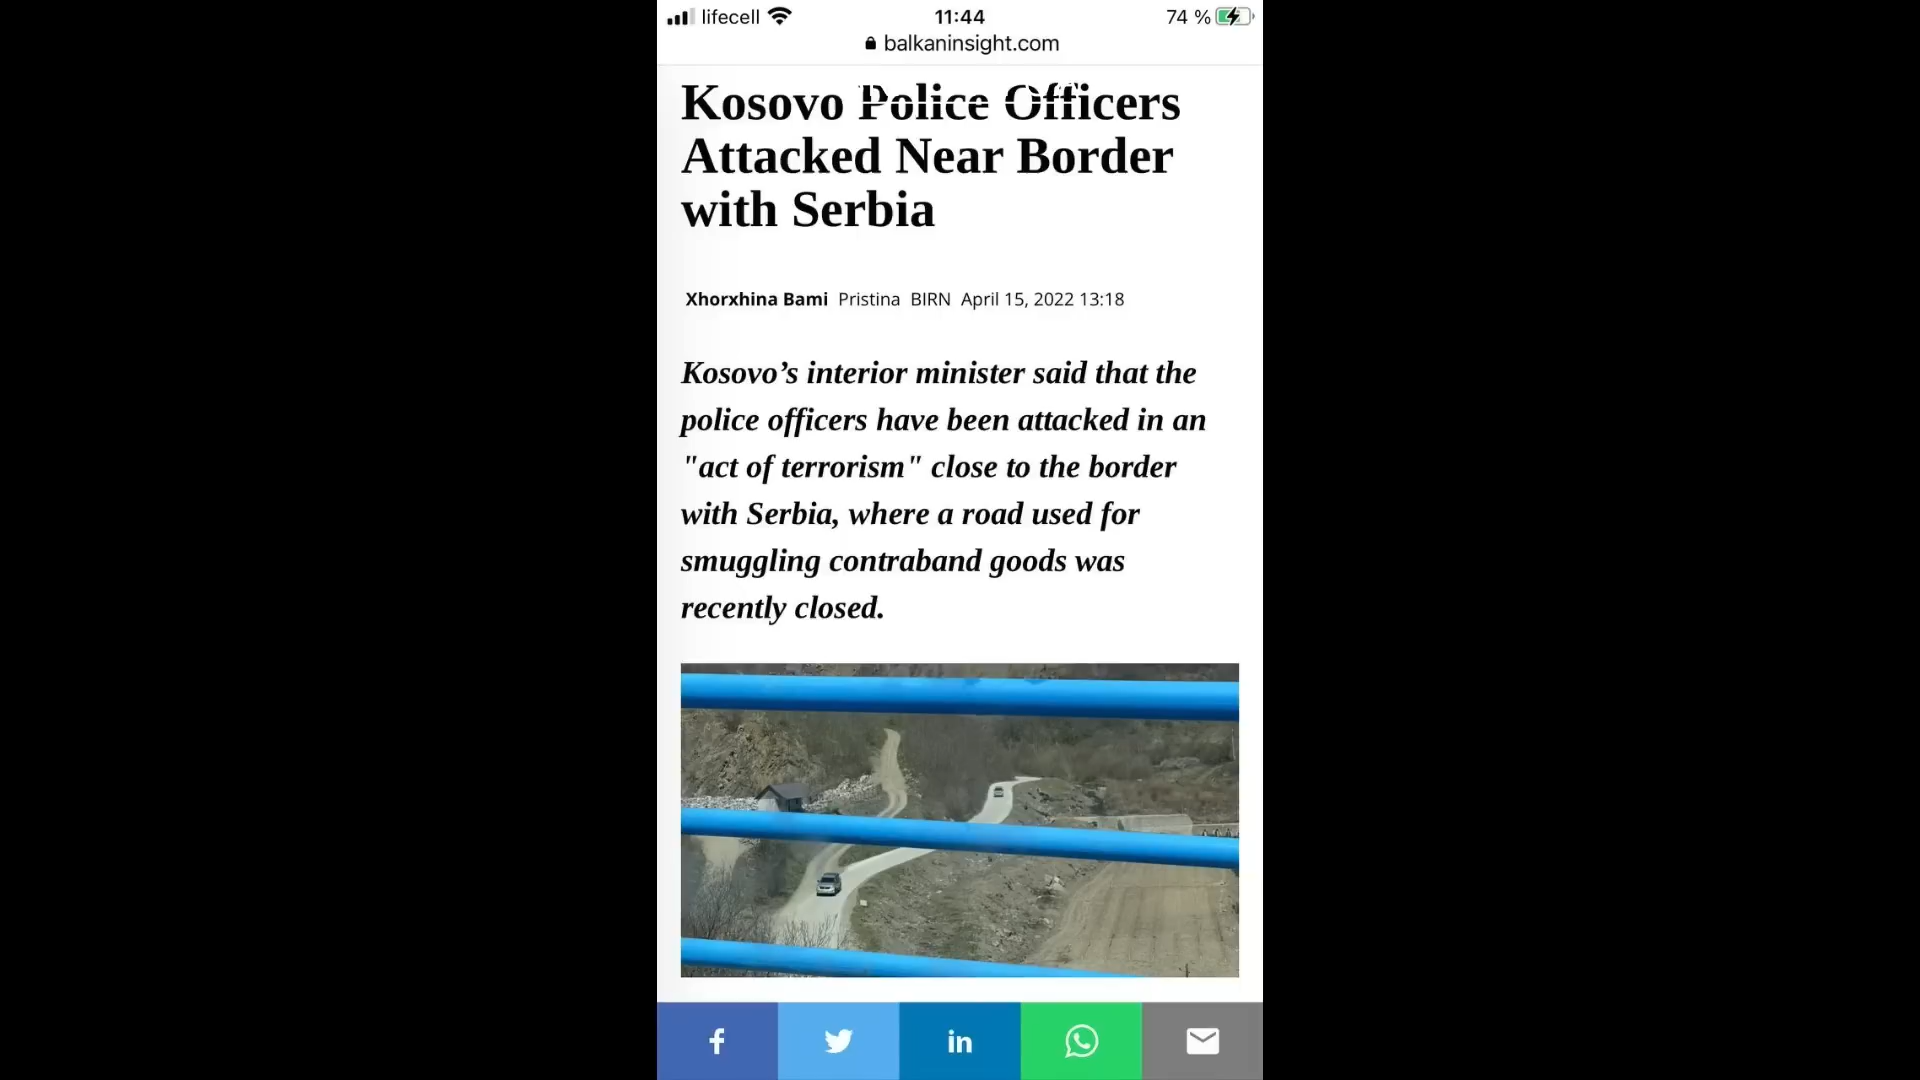 lifecell 11:44 74 %
balkaninsight.com
Kosovo Police Officers
Attacked Near Border
with Serbia
Xhorxhina Bami Pristina BIRN April 15, 2022 13:18
Kosovo’s interior minister said that the
police officers have been attacked in an
"act of terrorism" close to the border
with Serbia, where a road used for
smuggling contraband goods was
recently closed.
f in